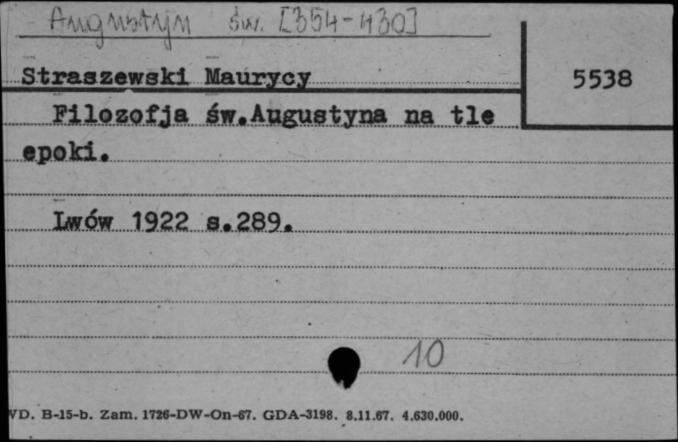 Augustyn św. [354-430]
Straszewski Maurycy
5538
Filozofja św.Augustyna na tle
epoki.
Lwów 1922 s.289.
10
VD. B-15-b. Zam. 1726-DW-On-67. GDA-3198. 8.11.67. 4.630.000.